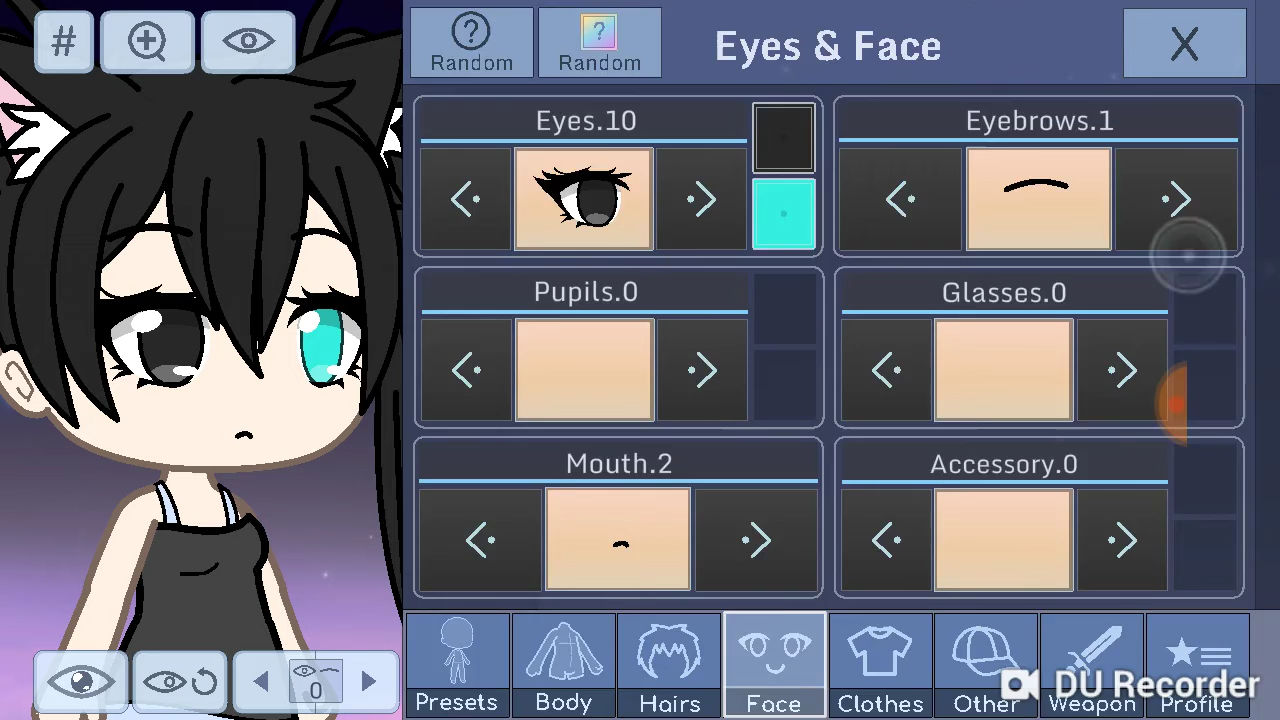 #
? Random
? Random
Eyes & Face
X
Eyes.10
Eyebrows.1
Pupils.0
Glasses.0
Mouth.2
Accessory.0
0
Presets
Body
Hairs
Face
Clothes
Other
Weapon
Profile
DU Recorder